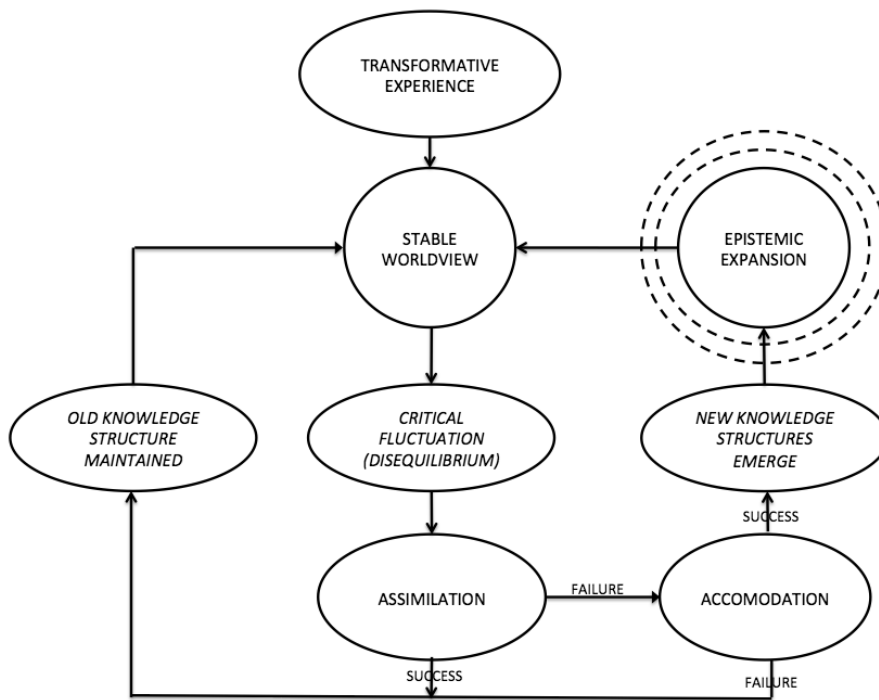 TRANSFORMATIVE
EXPERIENCE
STABLE
WORLDVIEW
EPISTEMIC
EXPANSION
OLD KNOWLEDGE
STRUCTURE
MAINTAINED
CRITICAL
FLUCTUATION
(DISEQUILIBRIUM)
NEW KNOWLEDGE
STRUCTURES
EMERGE
SUCCESS
ASSIMILATION
FAILURE
ACCOMODATION
SUCCESS
FAILURE